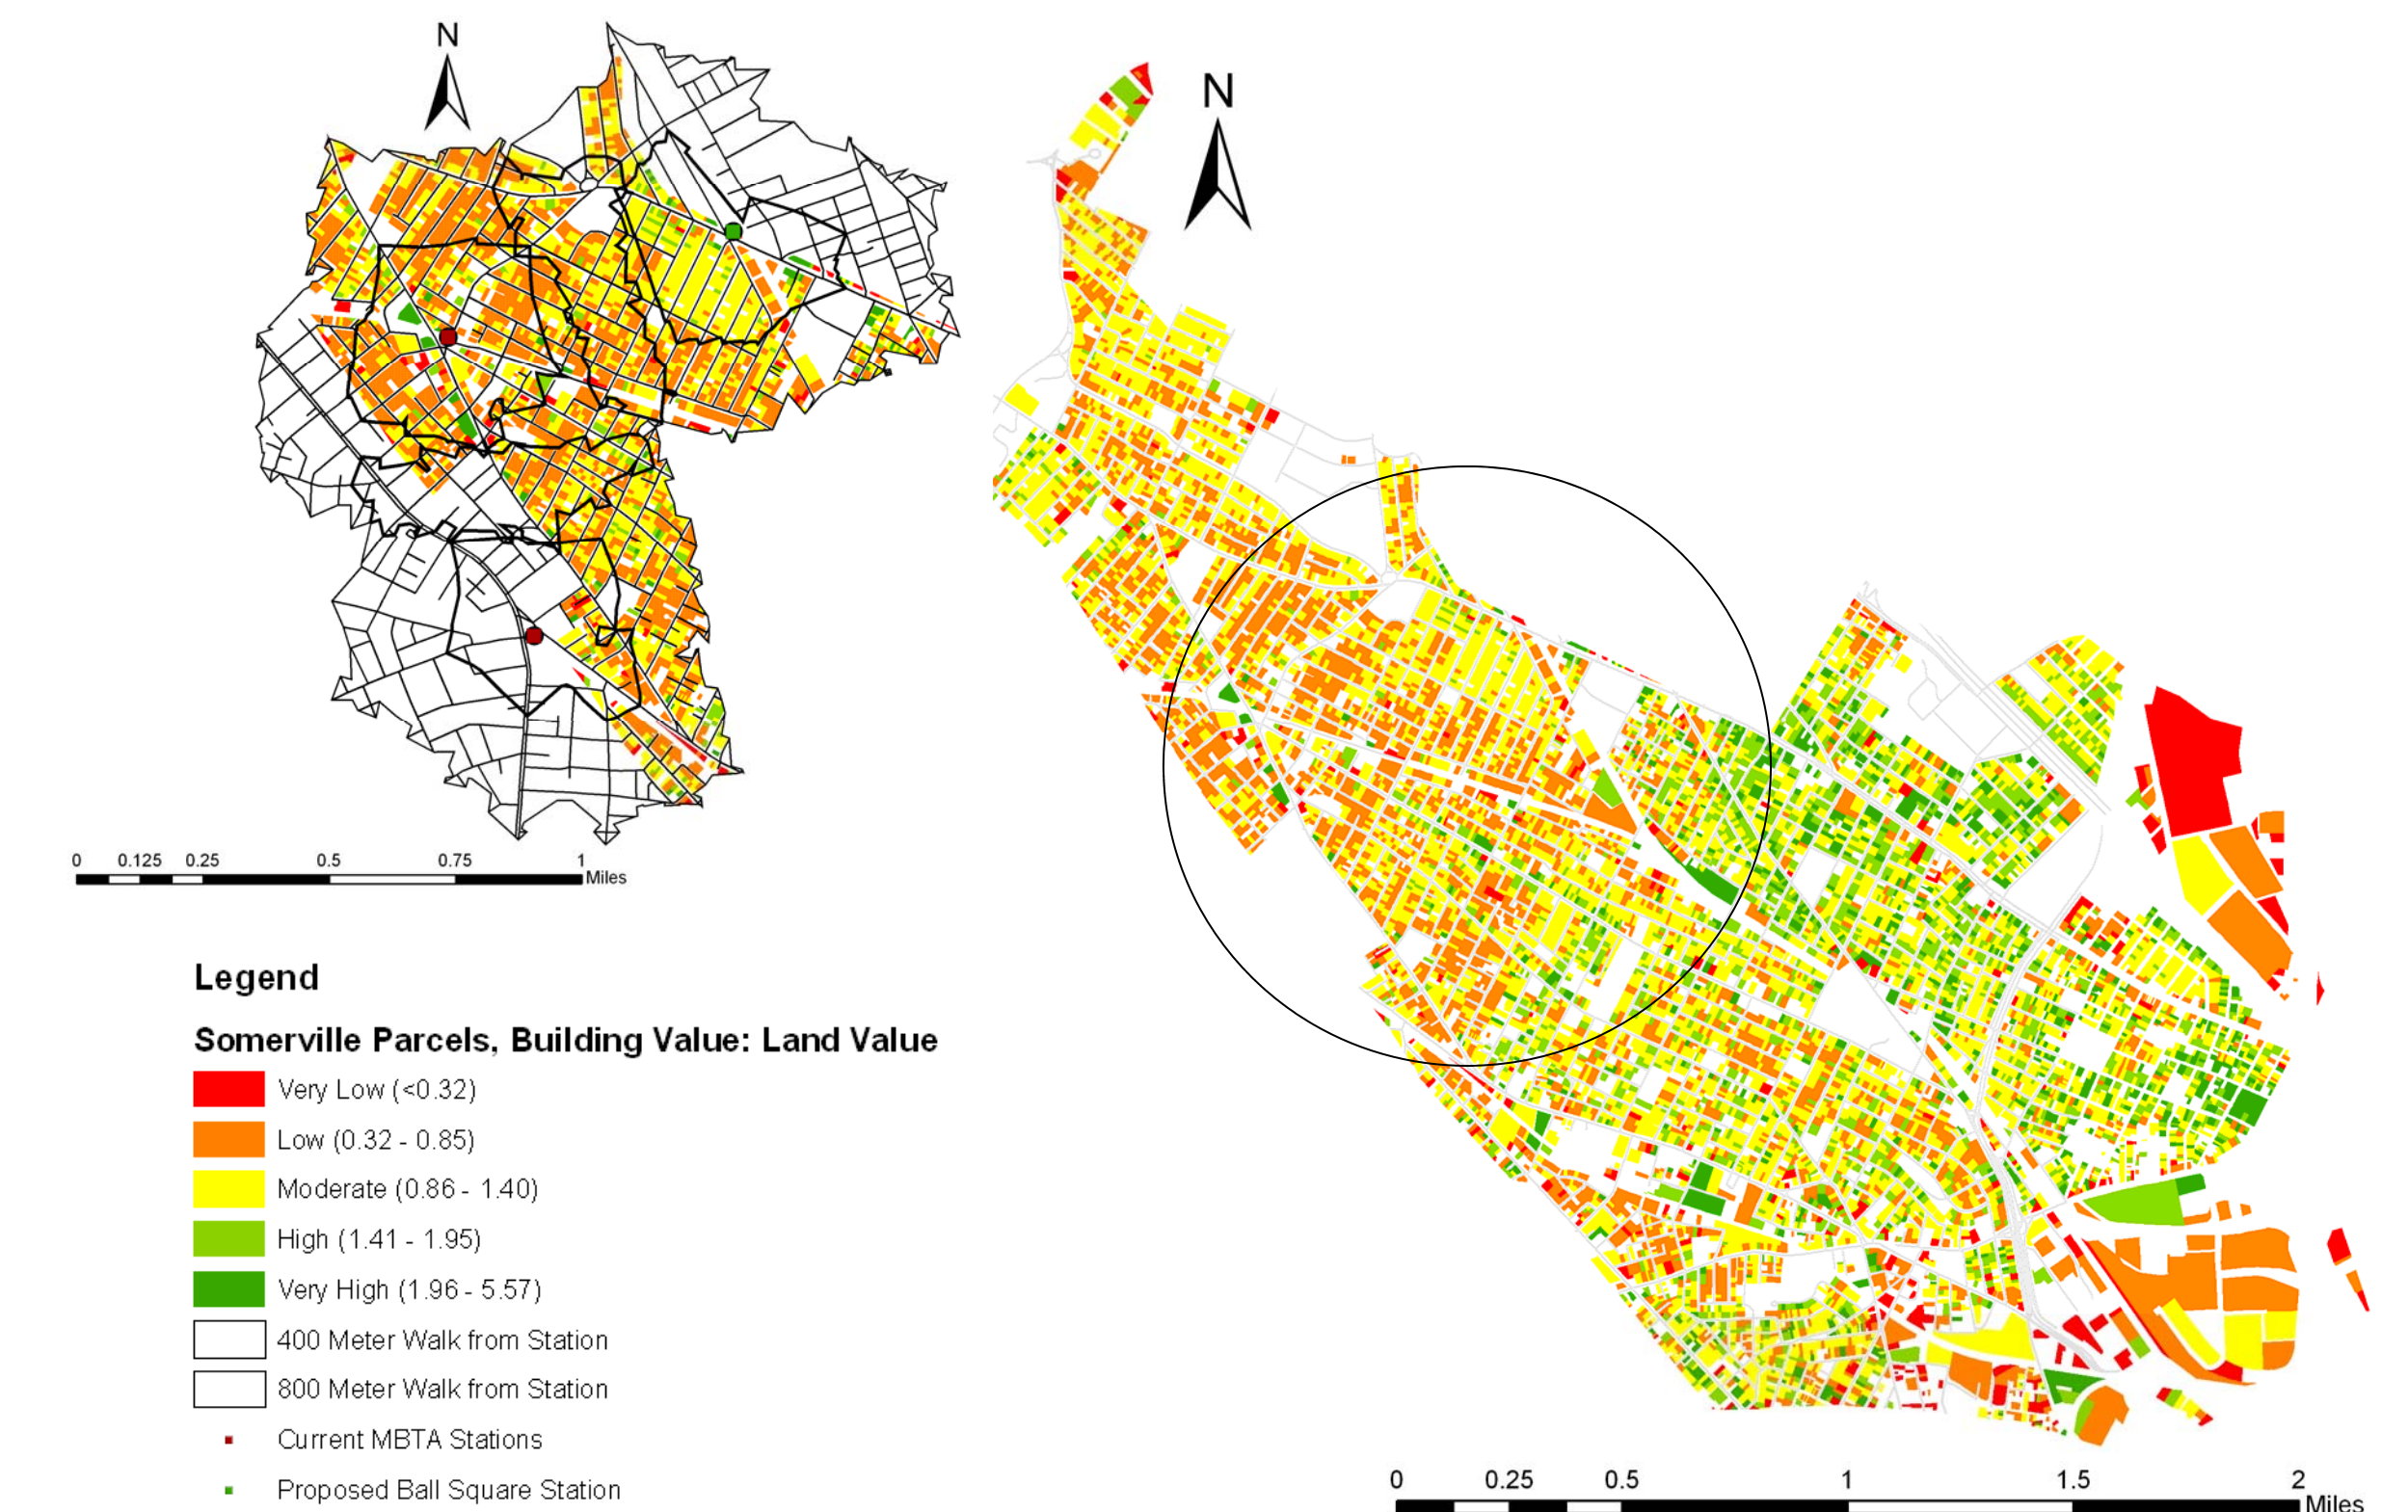 N
N
0 0.125 0.25 0.5 0.75 1
Miles
Legend
Somerville Parcels, Building Value: Land Value
Very Low (<0.32)
Low (0.32 - 0.85)
Moderate (0.86 - 1.40)
High (1.41 - 1.95)
Very High (1.96 - 5.57)
400 Meter Walk from Station
800 Meter Walk from Station
Current MBTA Stations
Proposed Ball Square Station
0 0.25 0.5 1 1.5 2
Miles